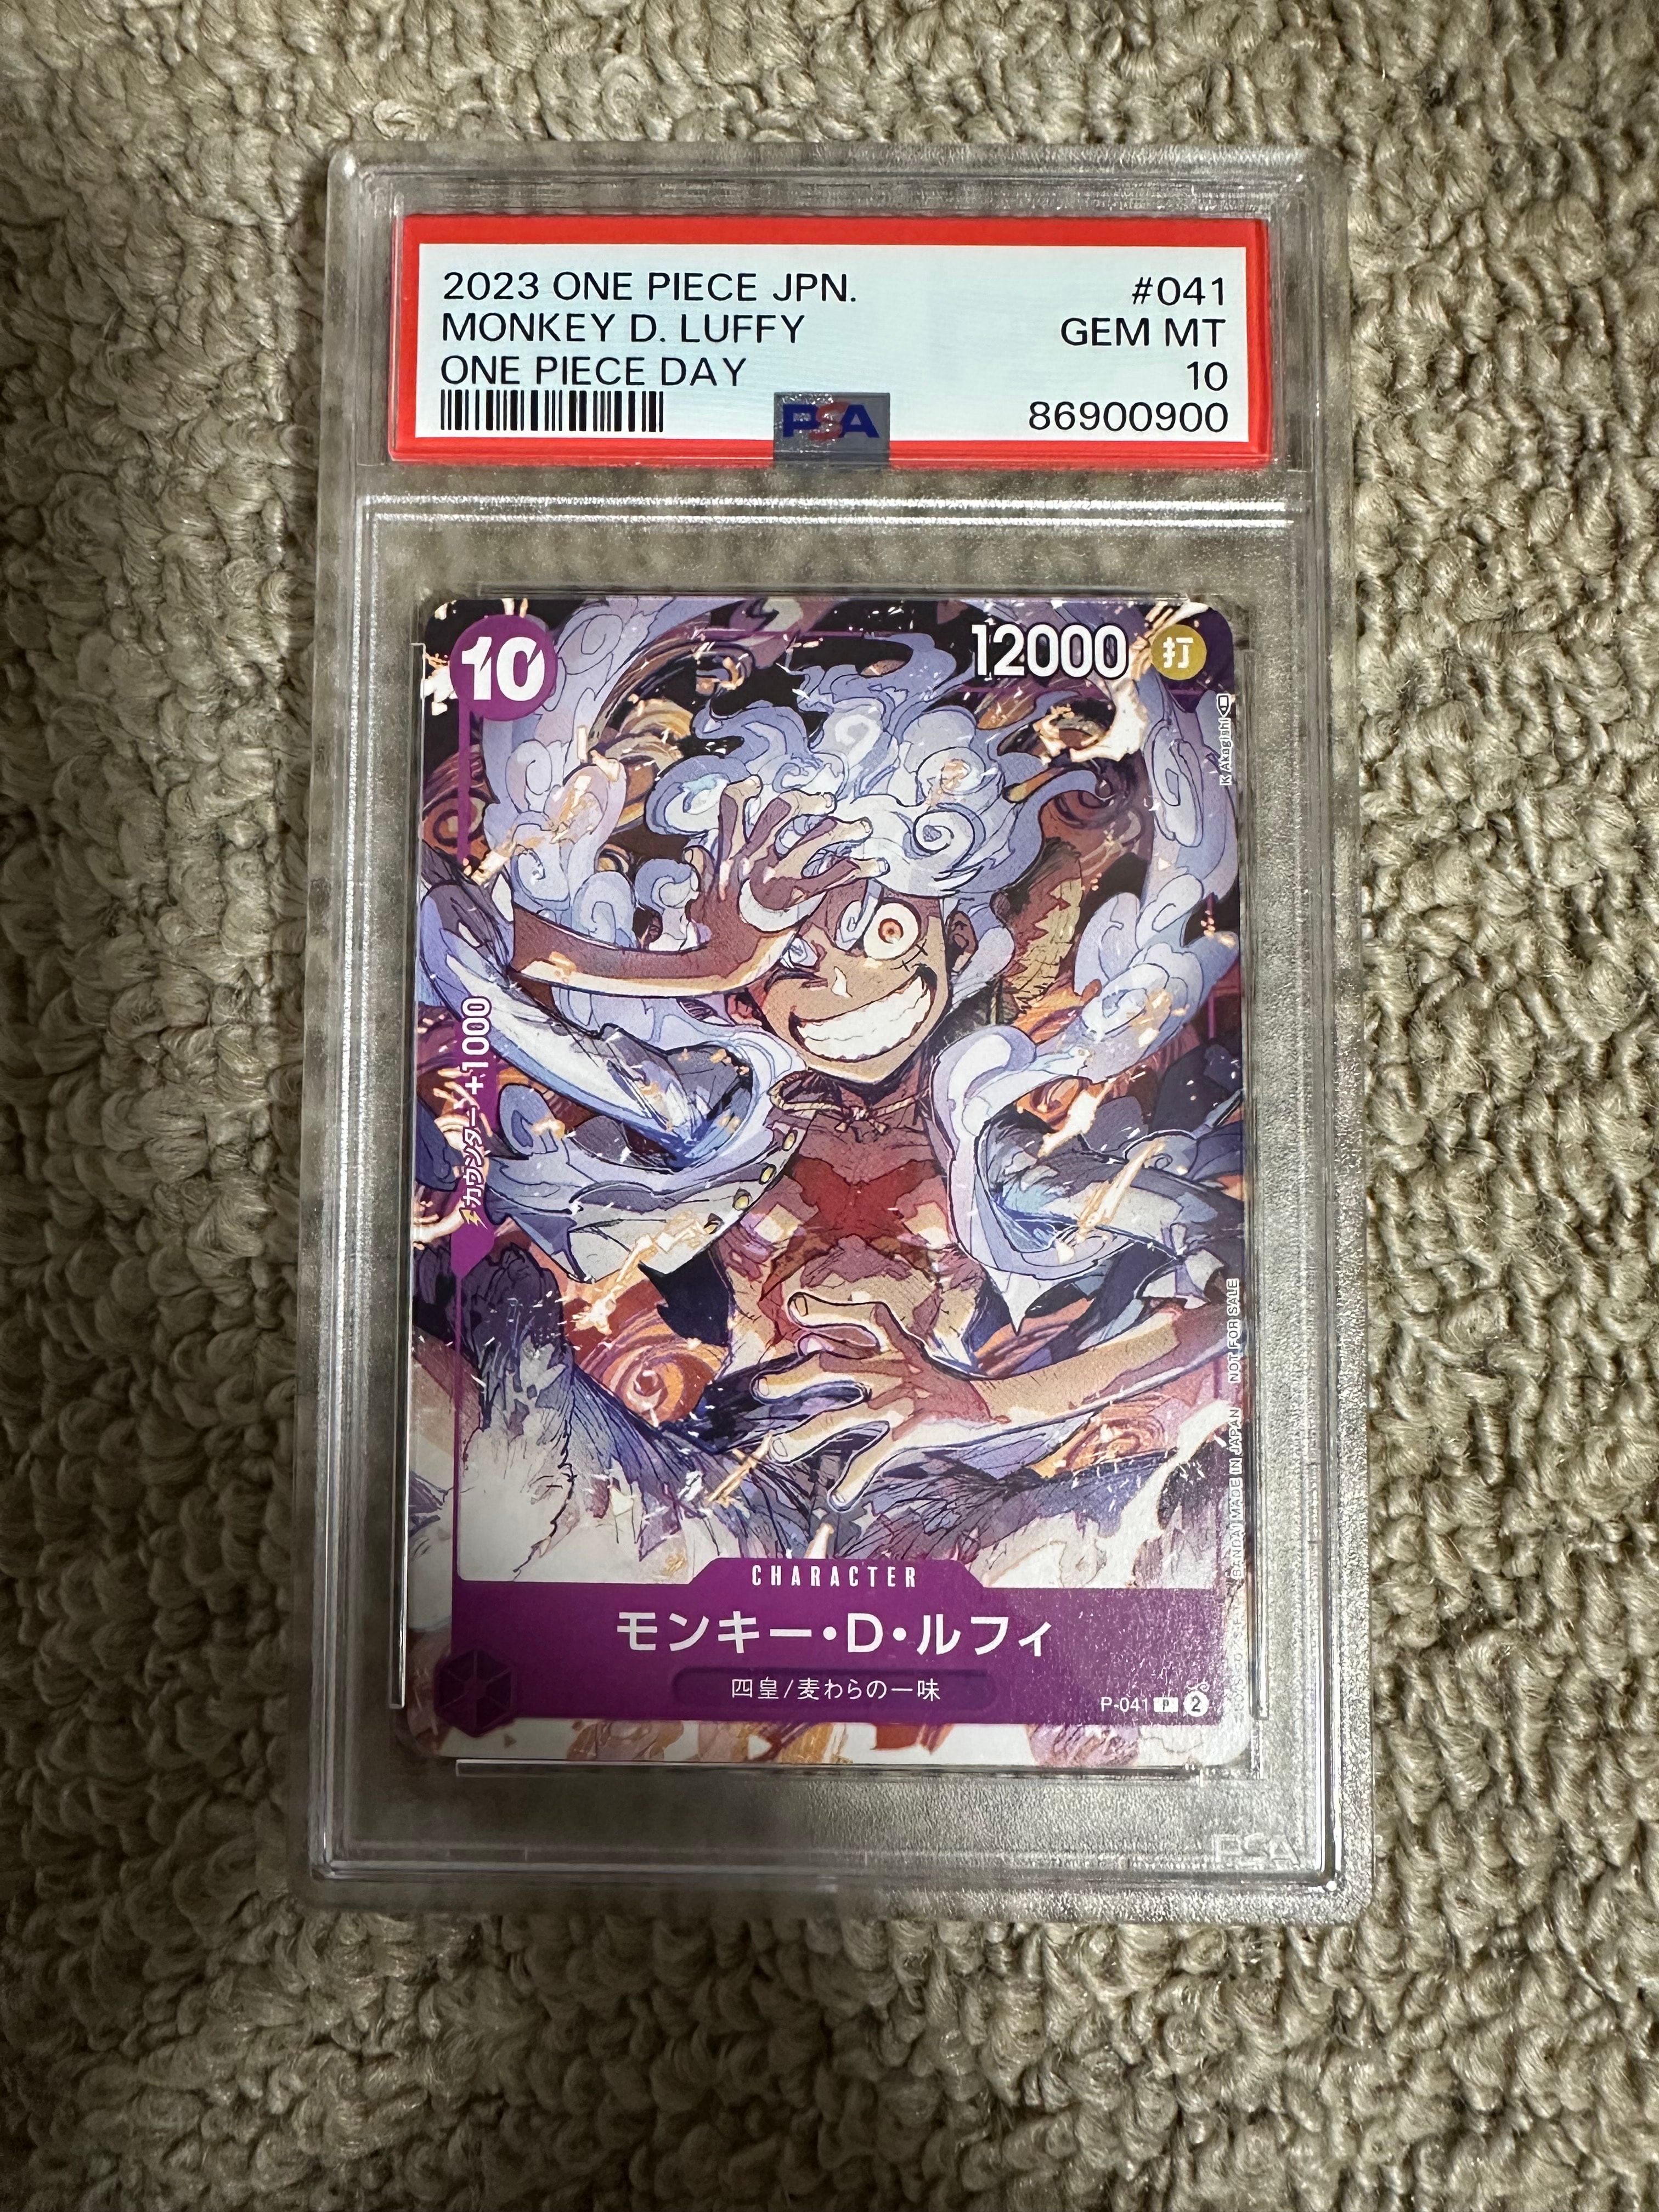 2023 ONE PIECE JPN.
#041
MONKEY D. LUFFY
GEM MT
ONE PIECE DAY
10
PSA
86900900
10
12000
打
K Akagishi
カウンター+1000
BANDAI MADE IN JAPAN NOT FOR SALE
CHARACTER
モンキー・D・ルフィ
四皇/麦わらの一味
P-041 P 2
PSA